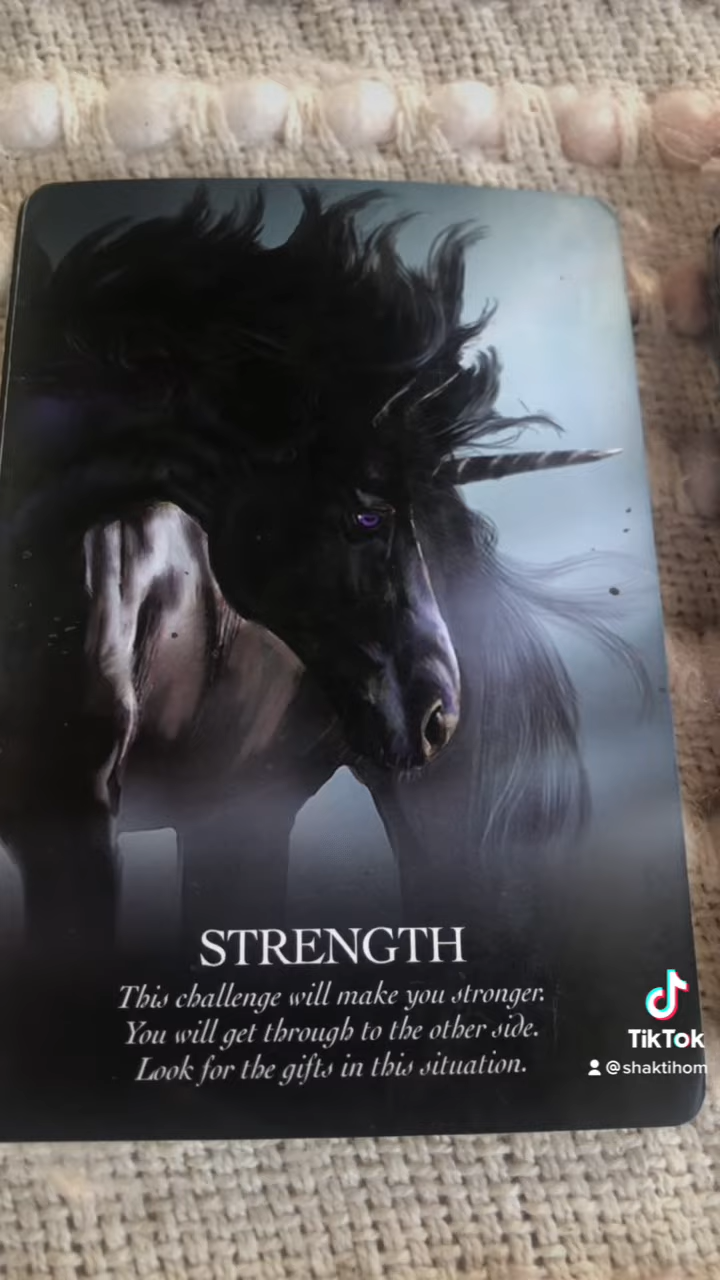 STRENGTH
This challenge will make you stronger.
You will get through to the other side.
Look for the gifts in this situation.
TikTok
@shaktihom